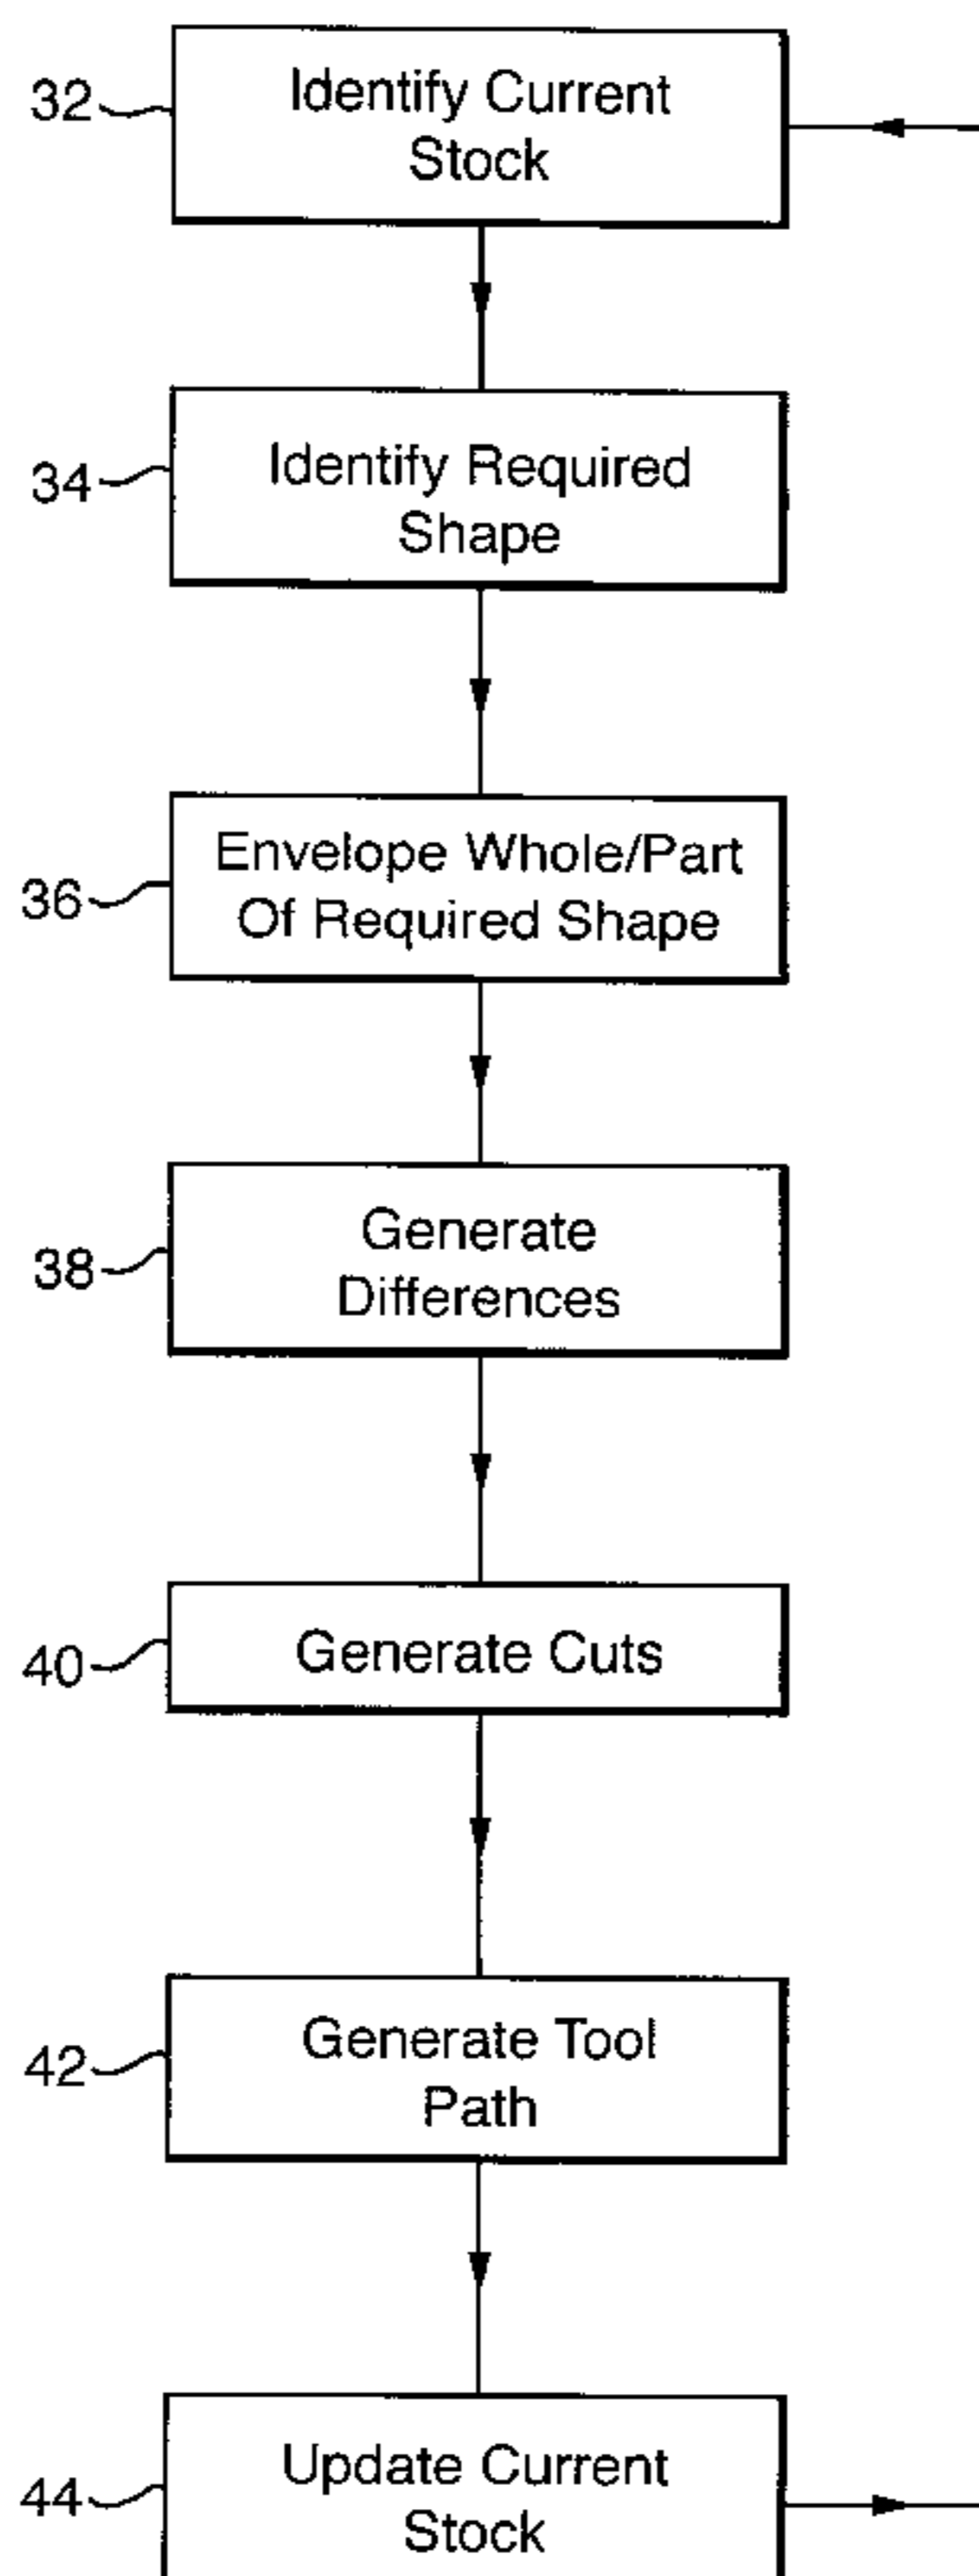 32
Identify Current
Stock
34
Identify Required
Shape
36
Envelope Whole/Part
Of Required Shape
38
Generate
Differences
40
Generate Cuts
42
Generate Tool
Path
44
Update Current
Stock